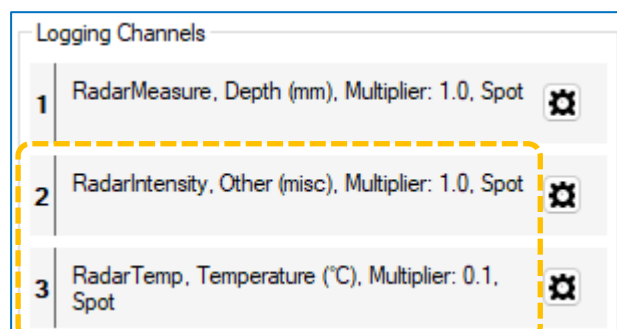 Logging Channels
1 RadarMeasure, Depth (mm), Multiplier: 1.0, Spot
2 RadarIntensity, Other (misc), Multiplier: 1.0, Spot
3 RadarTemp, Temperature (°C), Multiplier: 0.1,
Spot